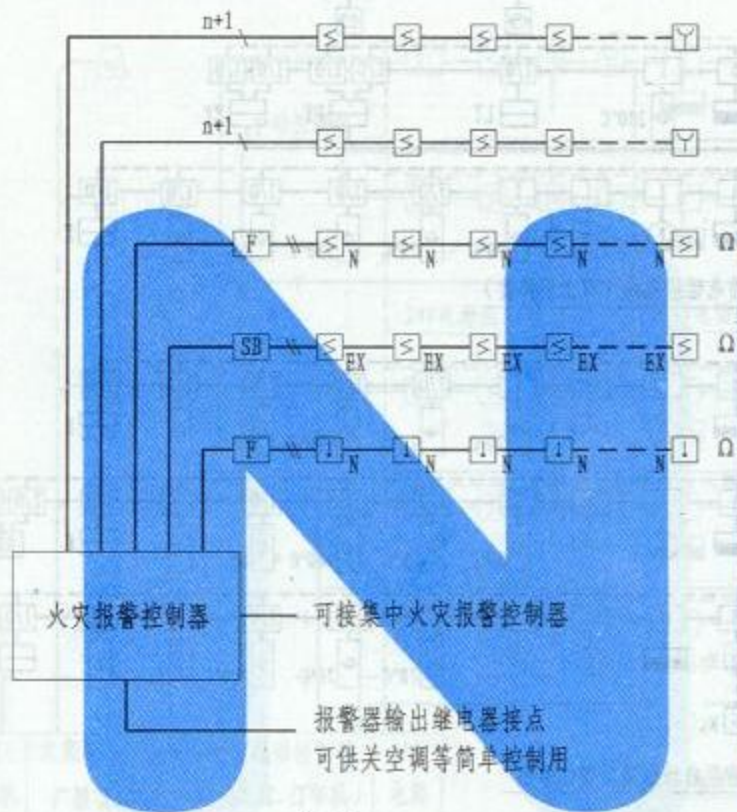 n+1
n+1
F N N N N N Ω
SB EX EX EX EX EX Ω
F N N N N N Ω
火灾报警控制器
可接集中火灾报警控制器
报警器输出继电器接点
可供关空调等简单控制用